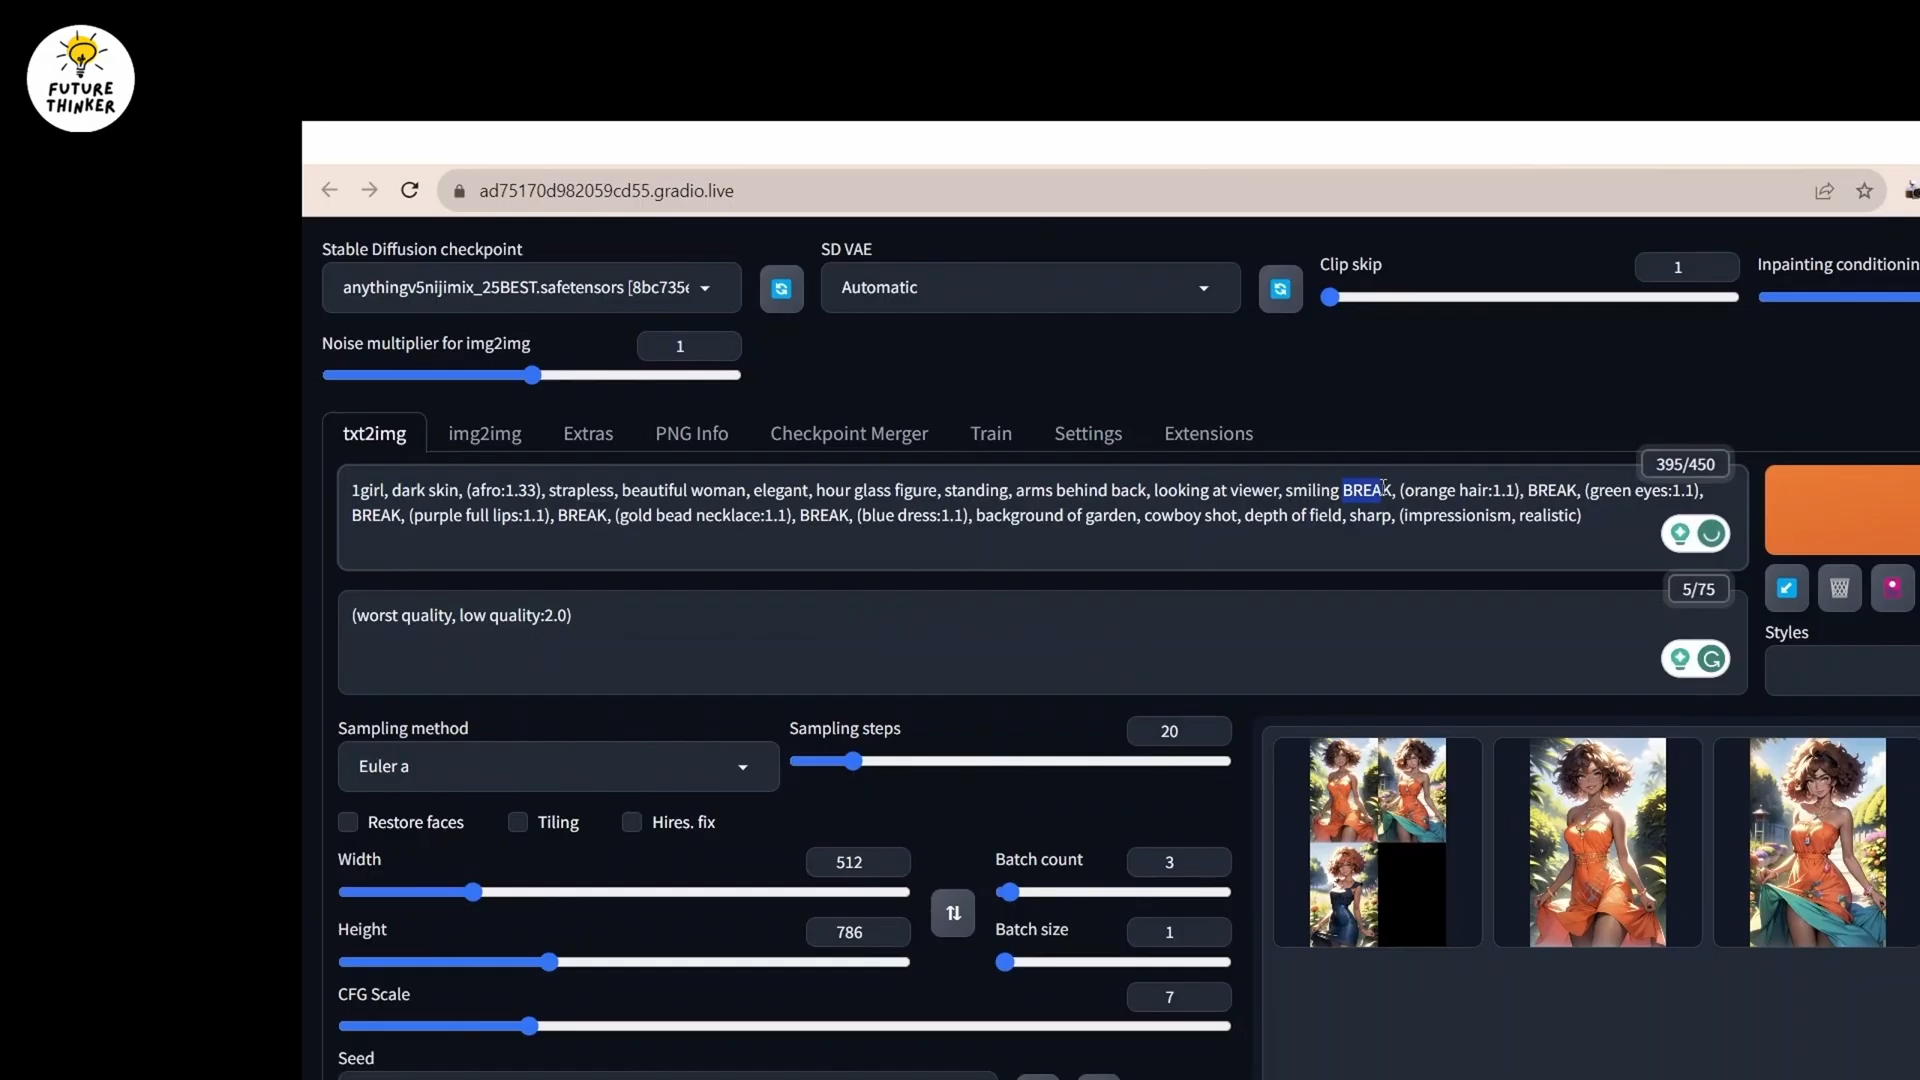 FUTURE
THINKER
ad75170d982059cd55.gradio.live
Stable Diffusion checkpoint
SD VAE
Clip skip
1
Inpainting conditionin
anythingv5nijimix_25BEST.safetensors [8bc735e
Automatic
Noise multiplier for img2img
1
txt2img
img2img
Extras
PNG Info
Checkpoint Merger
Train
Settings
Extensions
395/450
1girl, dark skin, (afro:1.33), strapless, beautiful woman, elegant, hour glass figure, standing, arms behind back, looking at viewer, smiling BREAK, (orange hair:1.1), BREAK, (green eyes:1.1),
BREAK, (purple full lips:1.1), BREAK, (gold bead necklace:1.1), BREAK, (blue dress:1.1), background of garden, cowboy shot, depth of field, sharp, (impressionism, realistic)
5/75
(worst quality, low quality:2.0)
Styles
Sampling method
Sampling steps
20
Euler a
Restore faces
Tiling
Hires. fix
Width
512
Batch count
3
Height
786
Batch size
1
CFG Scale
7
Seed